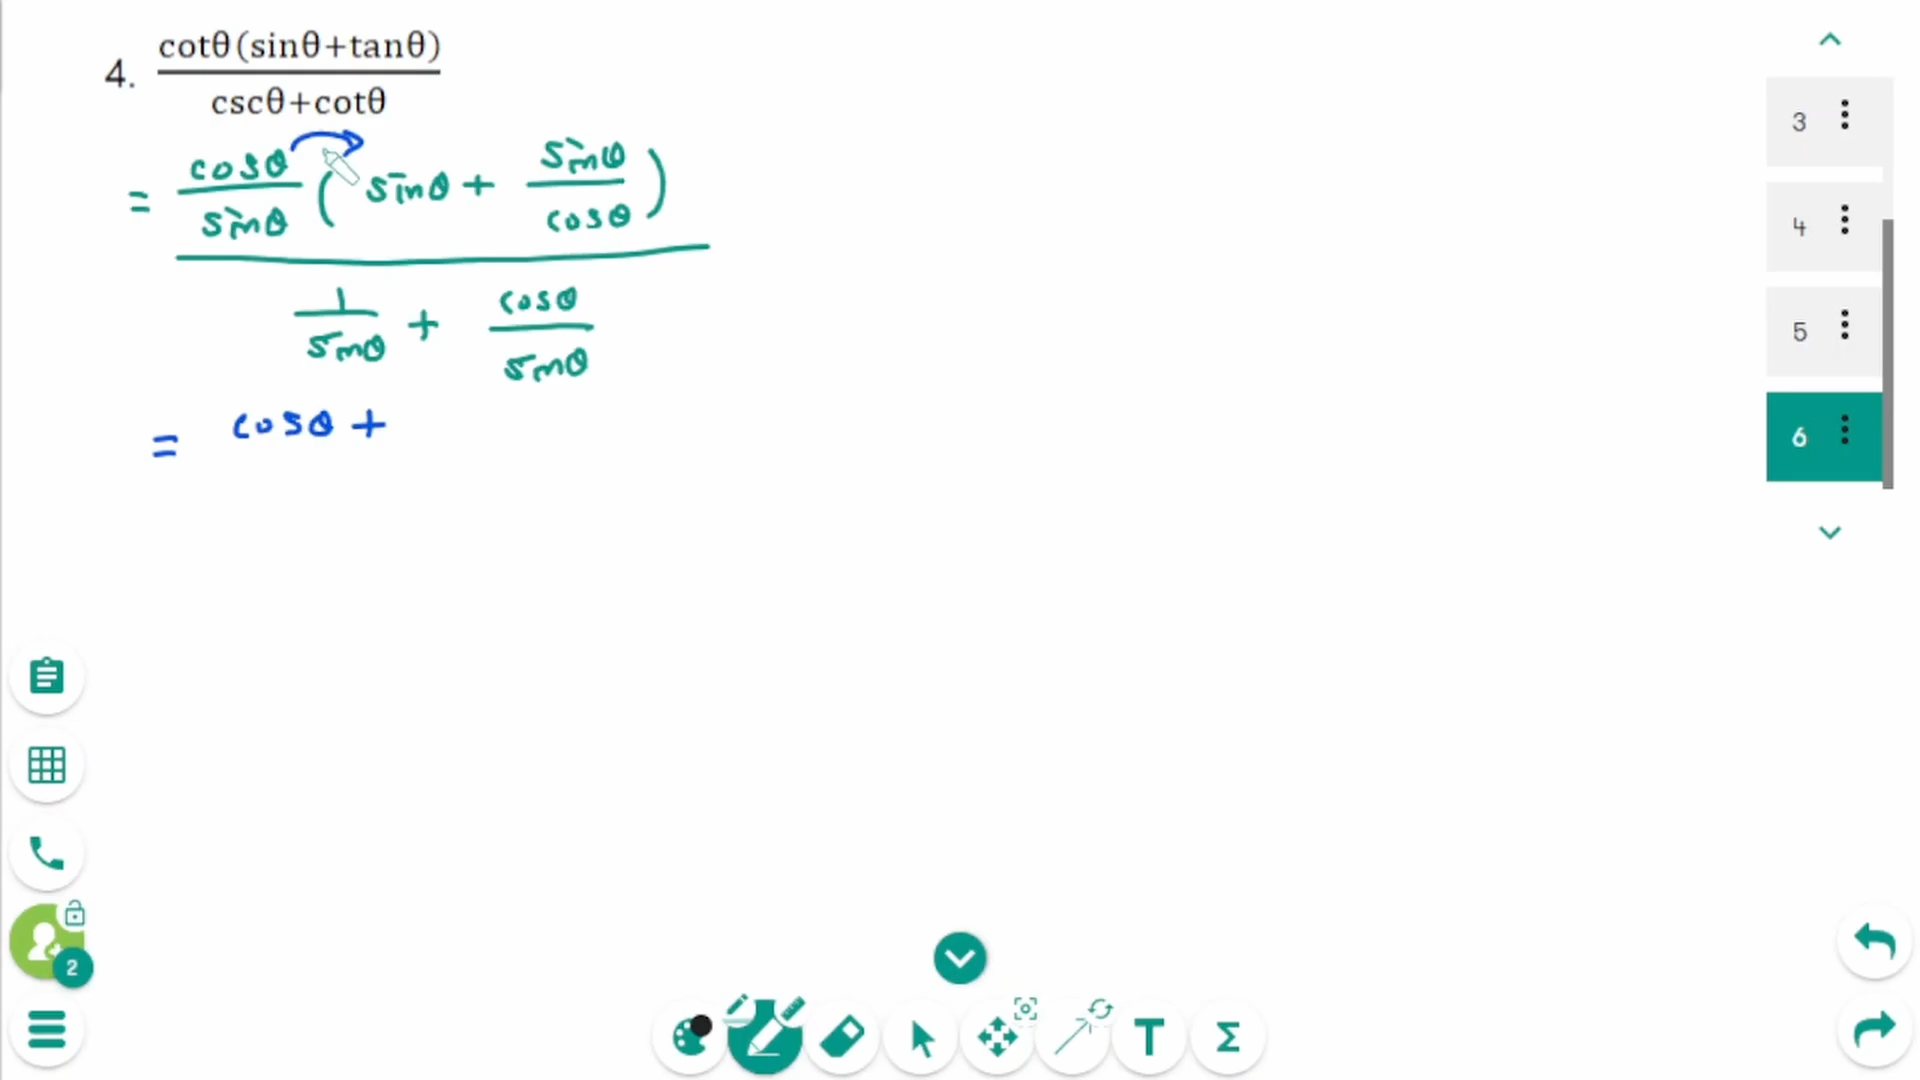 4. cotθ(sinθ+tanθ)
cscθ+cotθ
= cosθ/sinθ ( sinθ + sinθ/cosθ )
1/sinθ + cosθ/sinθ
= cosθ +
3
4
5
6
2
T
Σ